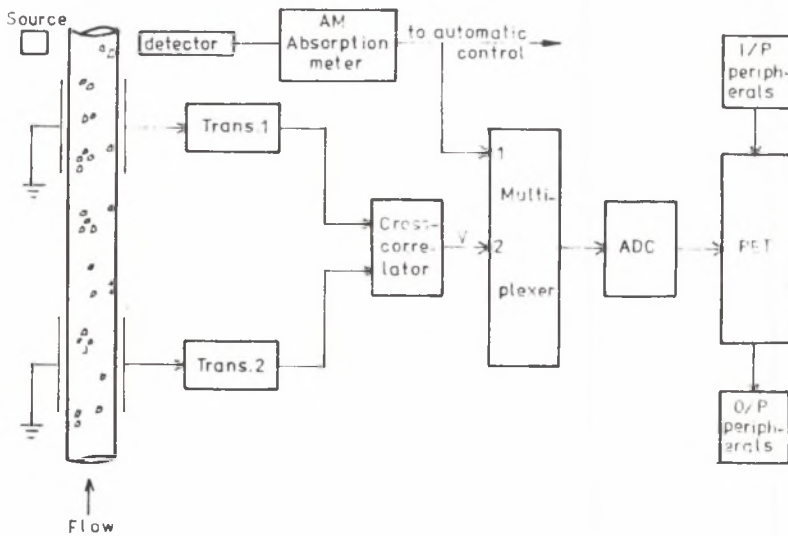 Source
detector
AM
Absorption
meter
to automatic
control
I/P
periph-
erals
Trans.1
1
Multi-
plexer
Cross-
corre-
lator
V
2
ADC
PET
Trans.2
O/P
periph-
erals
Flow